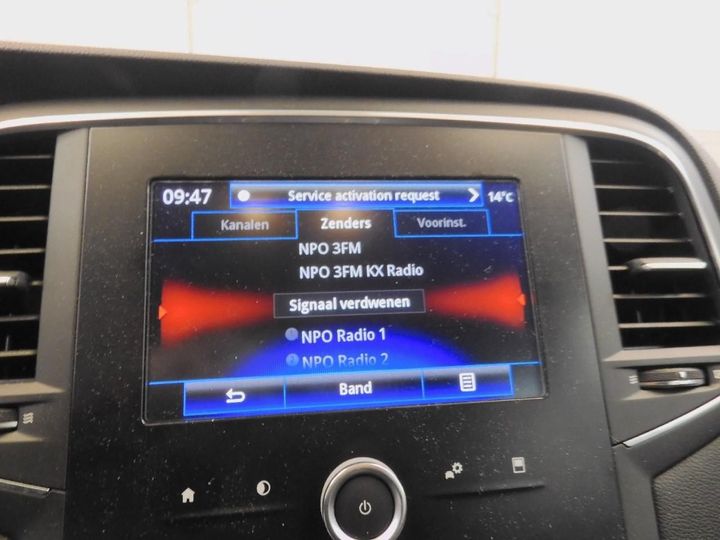 09:47
Service activation request
14°C
Kanalen
Zenders
Voorinst.
NPO 3FM
NPO 3FM KX Radio
Signaal verdwenen
NPO Radio 1
NPO Radio 2
Band